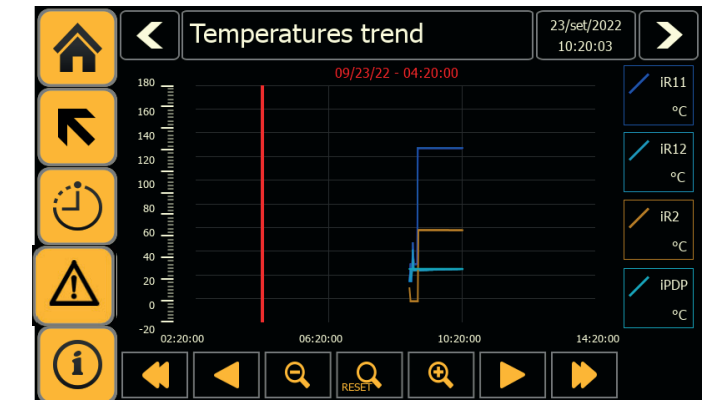 Temperatures trend
23/set/2022
10:20:03
09/23/22 - 04:20:00
180
160
140
120
100
80
60
40
20
0
-20
02:20:00
06:20:00
10:20:00
14:20:00
iR11
°C
iR12
°C
iR2
°C
iPDP
°C
RESET